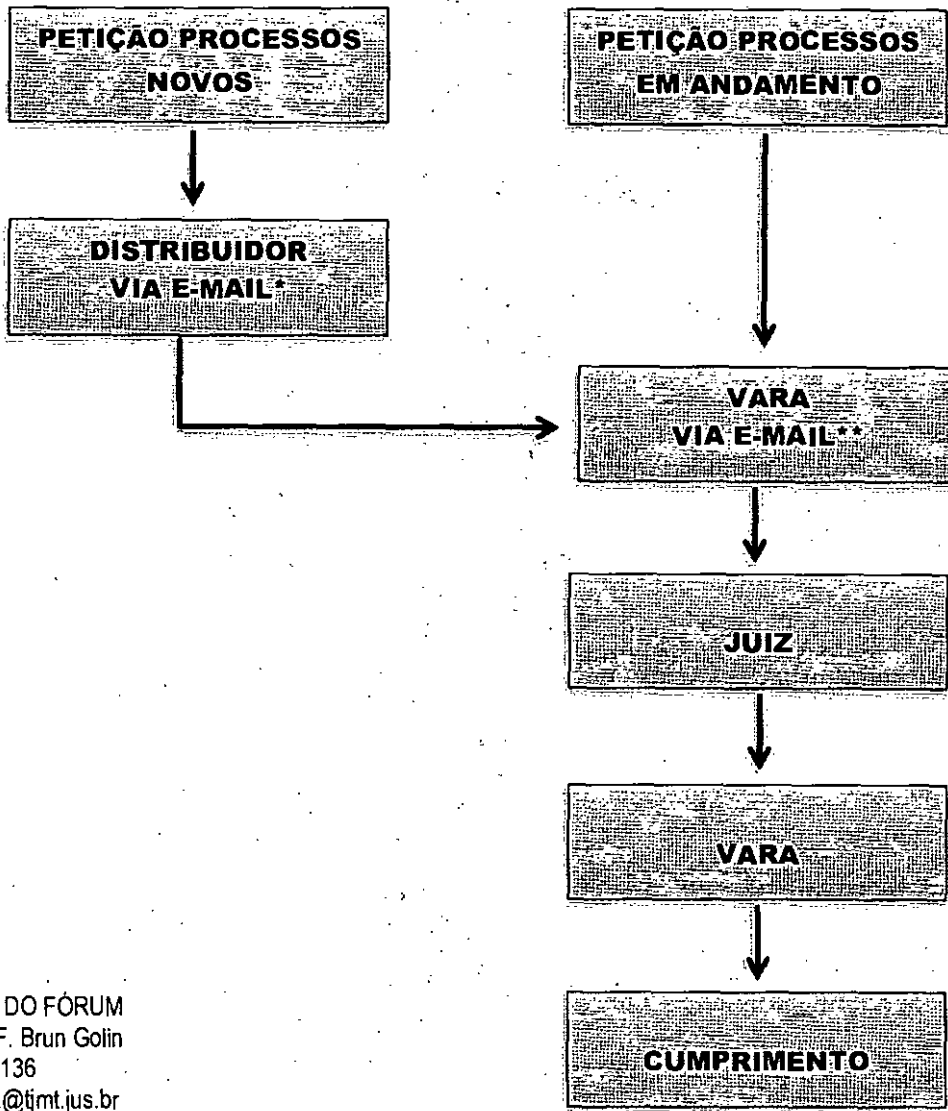 PETIÇÃO PROCESSOS
NOVOS
PETIÇÃO PROCESSOS
EM ANDAMENTO
DISTRIBUIDOR
VIA E-MAIL*
VARA
VIA E-MAIL**
JUIZ
VARA
CUMPRIMENTO
DO FÓRUM
F. Brun Golin
136
@tjmt.jus.br